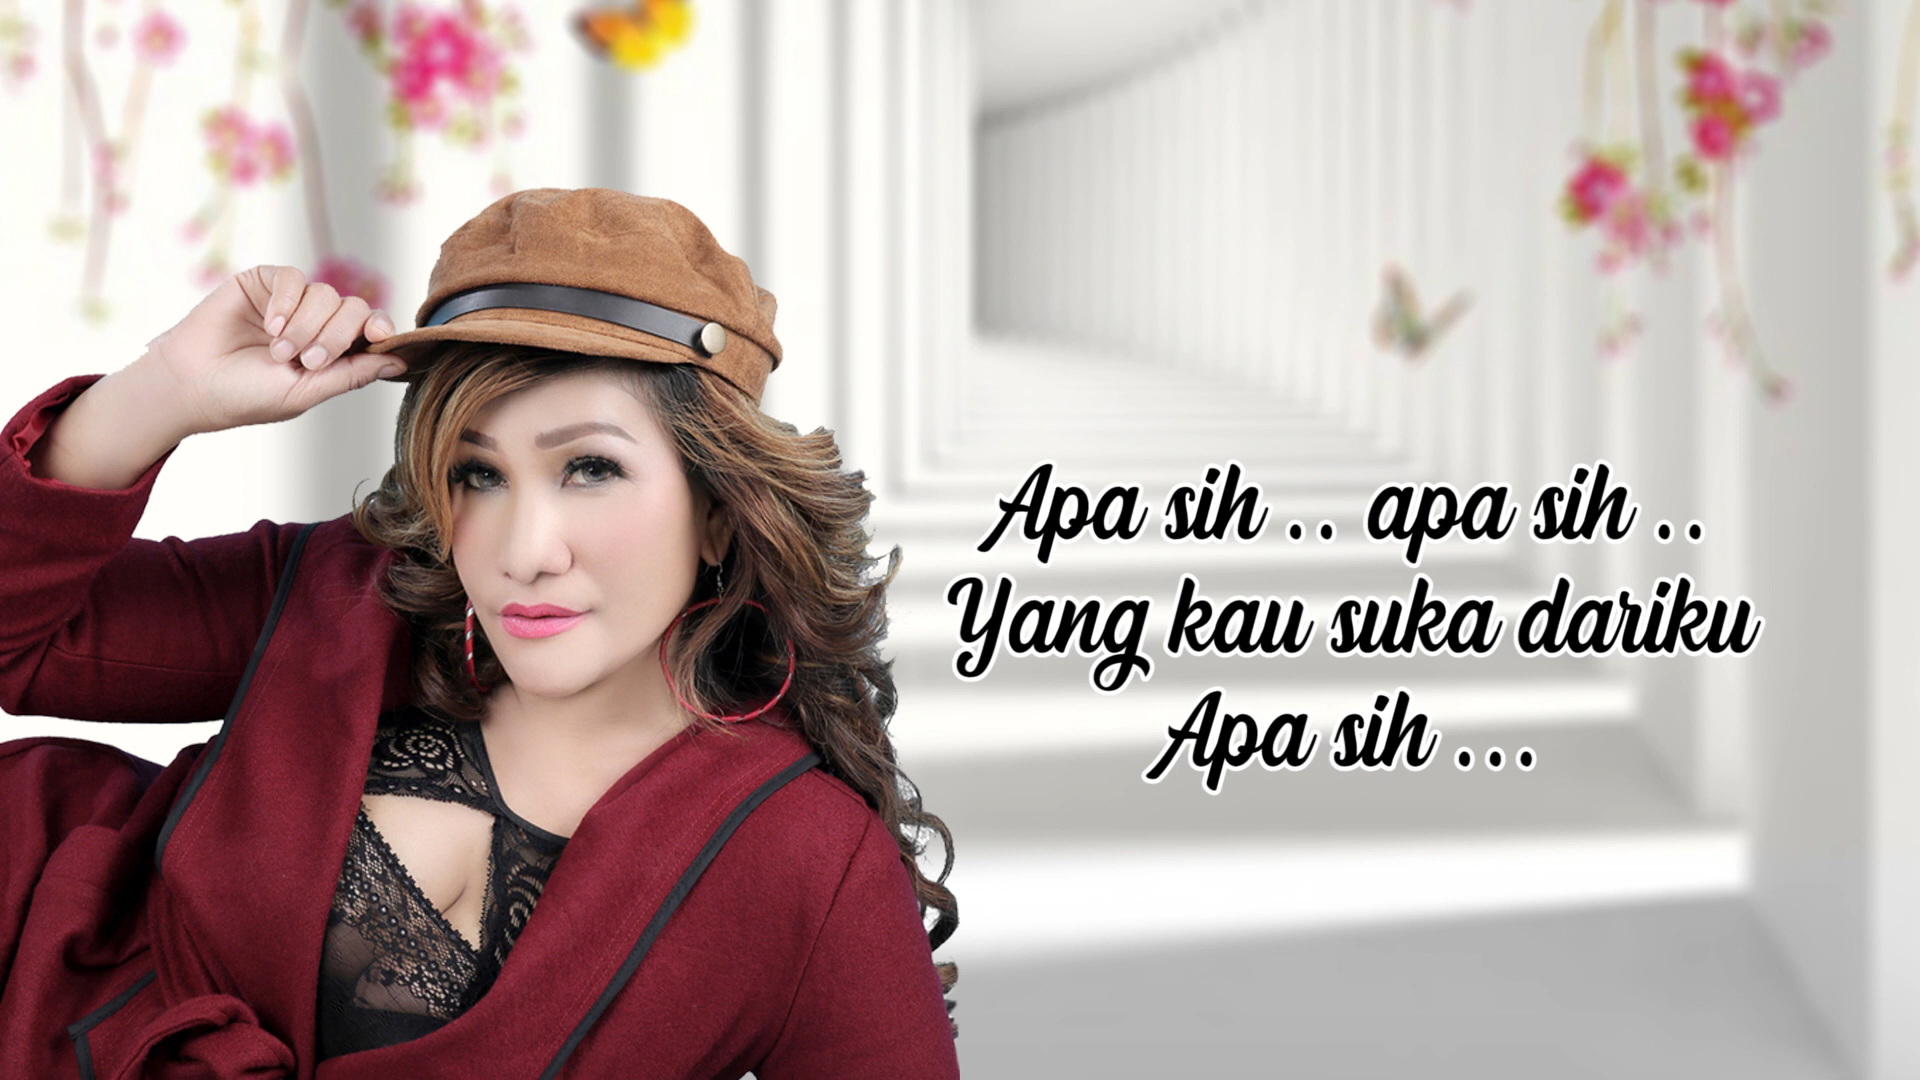 Apa sih .. apa sih ..
Yang kau suka dariku
Apa sih ...